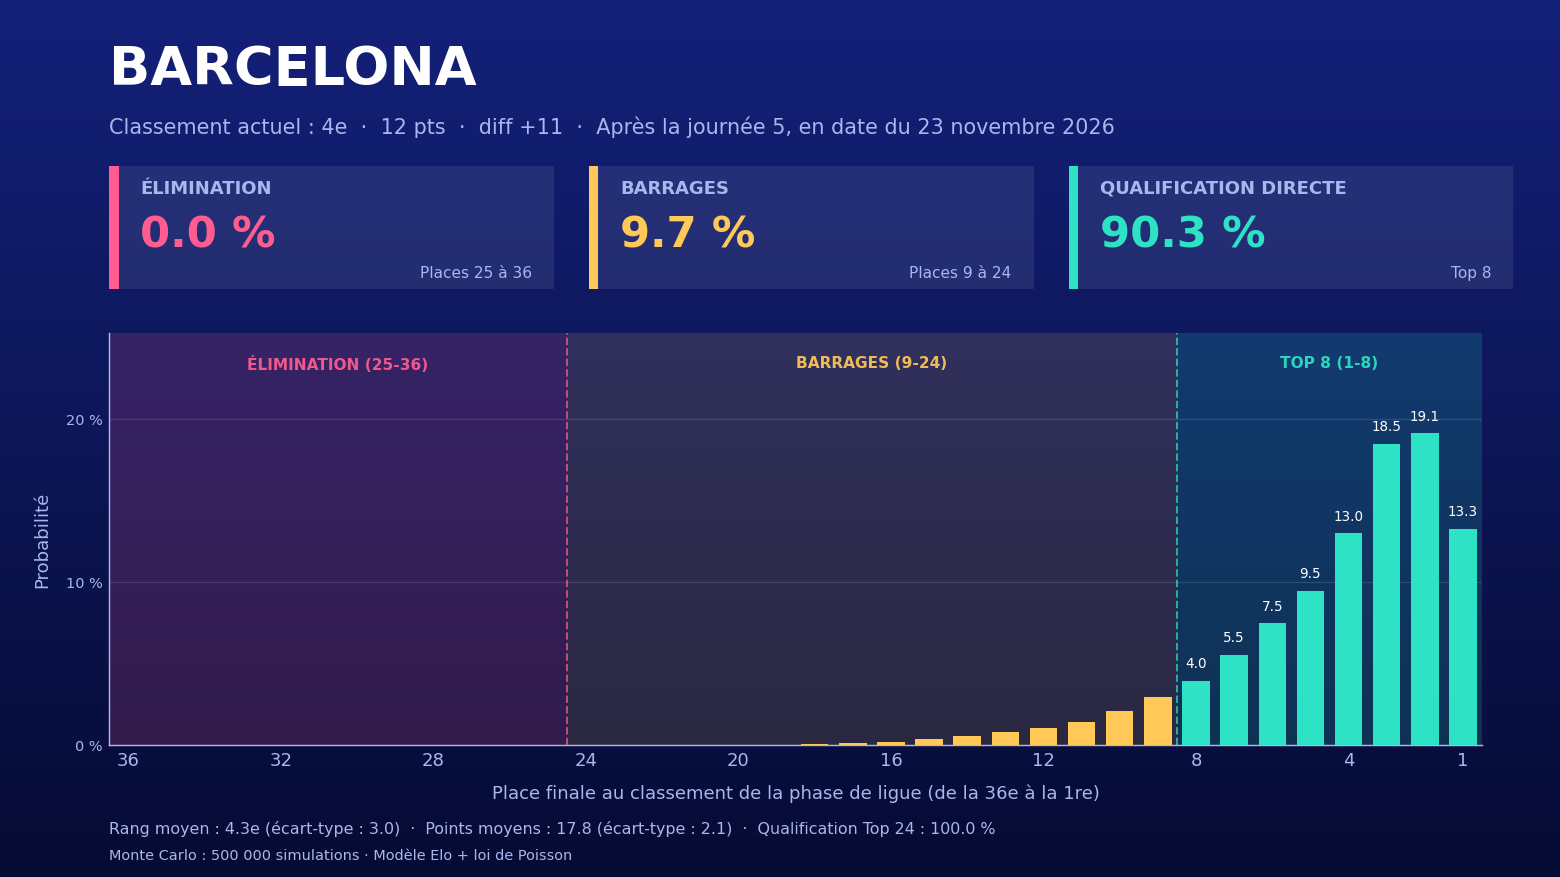 BARCELONA
Classement actuel : 4e · 12 pts · diff +11 · Après la journée 5, en date du 23 novembre 2026
ÉLIMINATION
0.0 %
Places 25 à 36
BARRAGES
9.7 %
Places 9 à 24
QUALIFICATION DIRECTE
90.3 %
Top 8
ÉLIMINATION (25-36)
BARRAGES (9-24)
TOP 8 (1-8)
Probabilité
20 %
10 %
0 %
4.0
5.5
7.5
9.5
13.0
18.5
19.1
13.3
36 32 28 24 20 16 12 8 4 1
Place finale au classement de la phase de ligue (de la 36e à la 1re)
Rang moyen : 4.3e (écart-type : 3.0) · Points moyens : 17.8 (écart-type : 2.1) · Qualification Top 24 : 100.0 %
Monte Carlo : 500 000 simulations · Modèle Elo + loi de Poisson